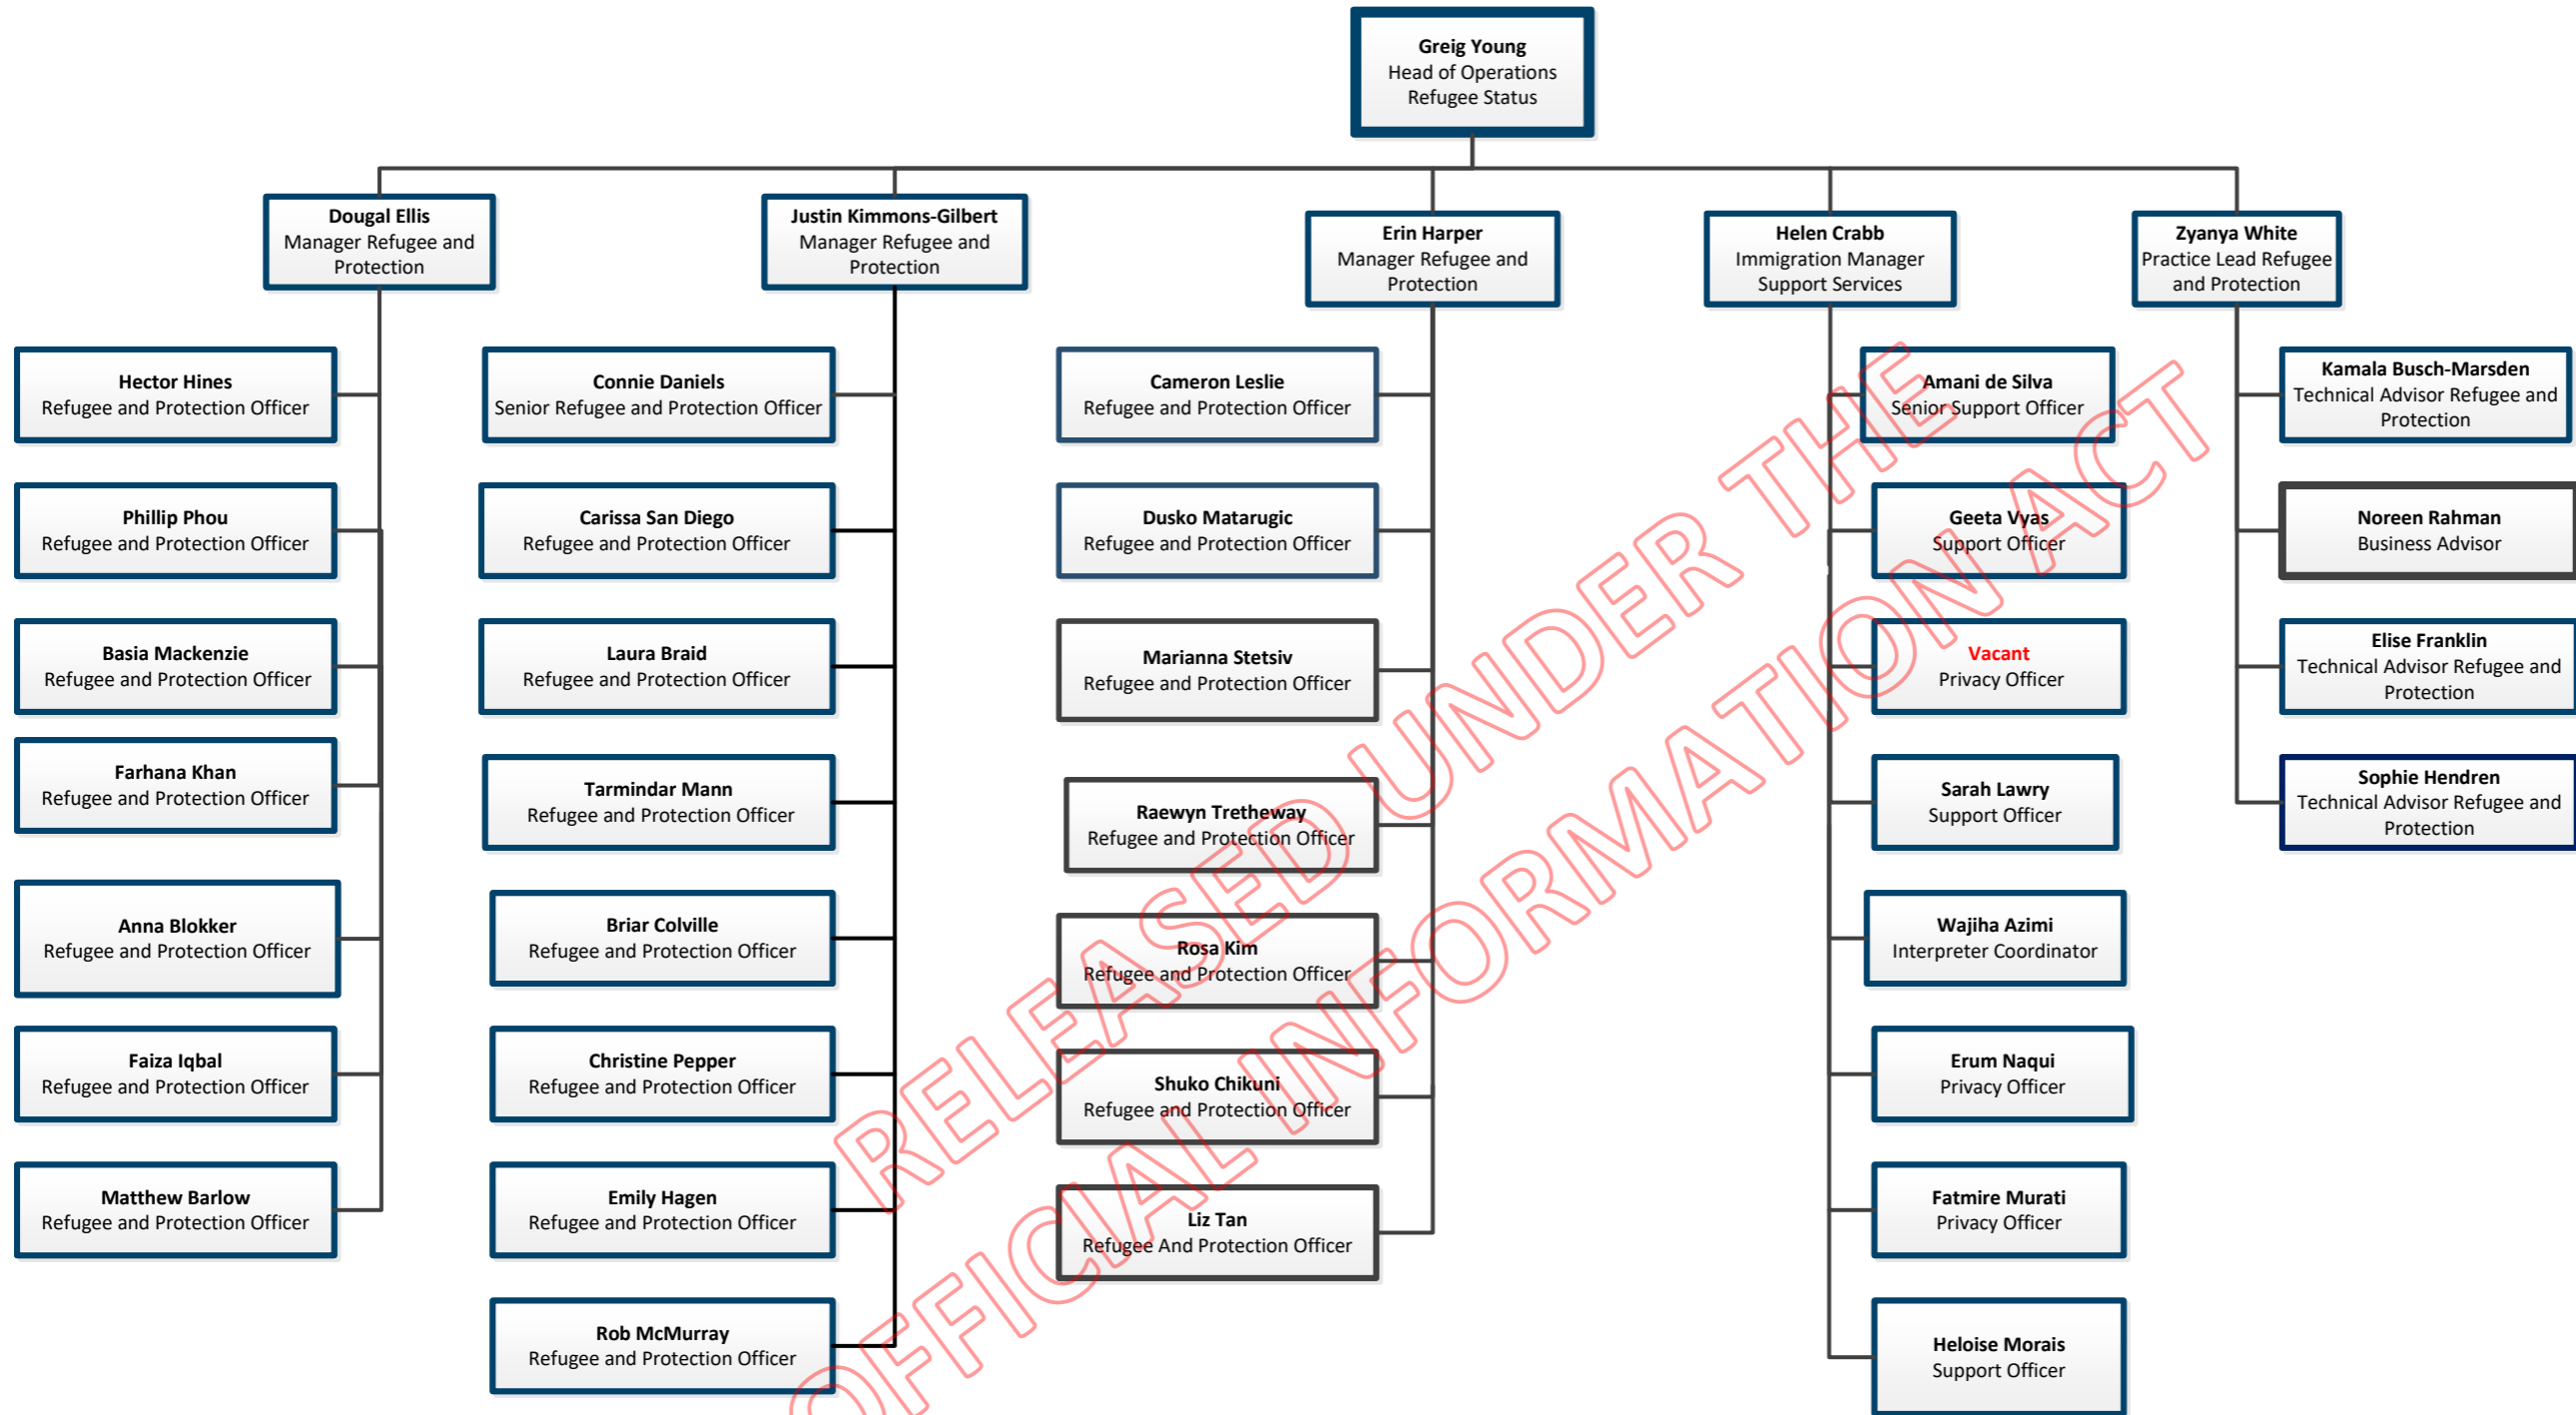 Greig Young
Head of Operations
Refugee Status
Dougal Ellis
Manager Refugee and
Protection
Justin Kimmons-Gilbert
Manager Refugee and
Protection
Erin Harper
Manager Refugee and
Protection
Helen Crabb
Immigration Manager
Support Services
Zyanya White
Practice Lead Refugee
and Protection
Hector Hines
Refugee and Protection Officer
Phillip Phou
Refugee and Protection Officer
Basia Mackenzie
Refugee and Protection Officer
Farhana Khan
Refugee and Protection Officer
Anna Blokker
Refugee and Protection Officer
Faiza Iqbal
Refugee and Protection Officer
Matthew Barlow
Refugee and Protection Officer
Connie Daniels
Senior Refugee and Protection Officer
Carissa San Diego
Refugee and Protection Officer
Laura Braid
Refugee and Protection Officer
Tarmindar Mann
Refugee and Protection Officer
Briar Colville
Refugee and Protection Officer
Christine Pepper
Refugee and Protection Officer
Emily Hagen
Refugee and Protection Officer
Rob McMurray
Refugee and Protection Officer
Cameron Leslie
Refugee and Protection Officer
Dusko Matarugic
Refugee and Protection Officer
Marianna Stetsiv
Refugee and Protection Officer
Raewyn Tretheway
Refugee and Protection Officer
Rosa Kim
Refugee and Protection Officer
Shuko Chikuni
Refugee and Protection Officer
Liz Tan
Refugee And Protection Officer
Amani de Silva
Senior Support Officer
Geeta Vyas
Support Officer
Vacant
Privacy Officer
Sarah Lawry
Support Officer
Wajiha Azimi
Interpreter Coordinator
Erum Naqui
Privacy Officer
Fatmire Murati
Privacy Officer
Heloise Morais
Support Officer
Kamala Busch-Marsden
Technical Advisor Refugee and
Protection
Noreen Rahman
Business Advisor
Elise Franklin
Technical Advisor Refugee and
Protection
Sophie Hendren
Technical Advisor Refugee and
Protection
RELEASED UNDER THE
OFFICIAL INFORMATION ACT